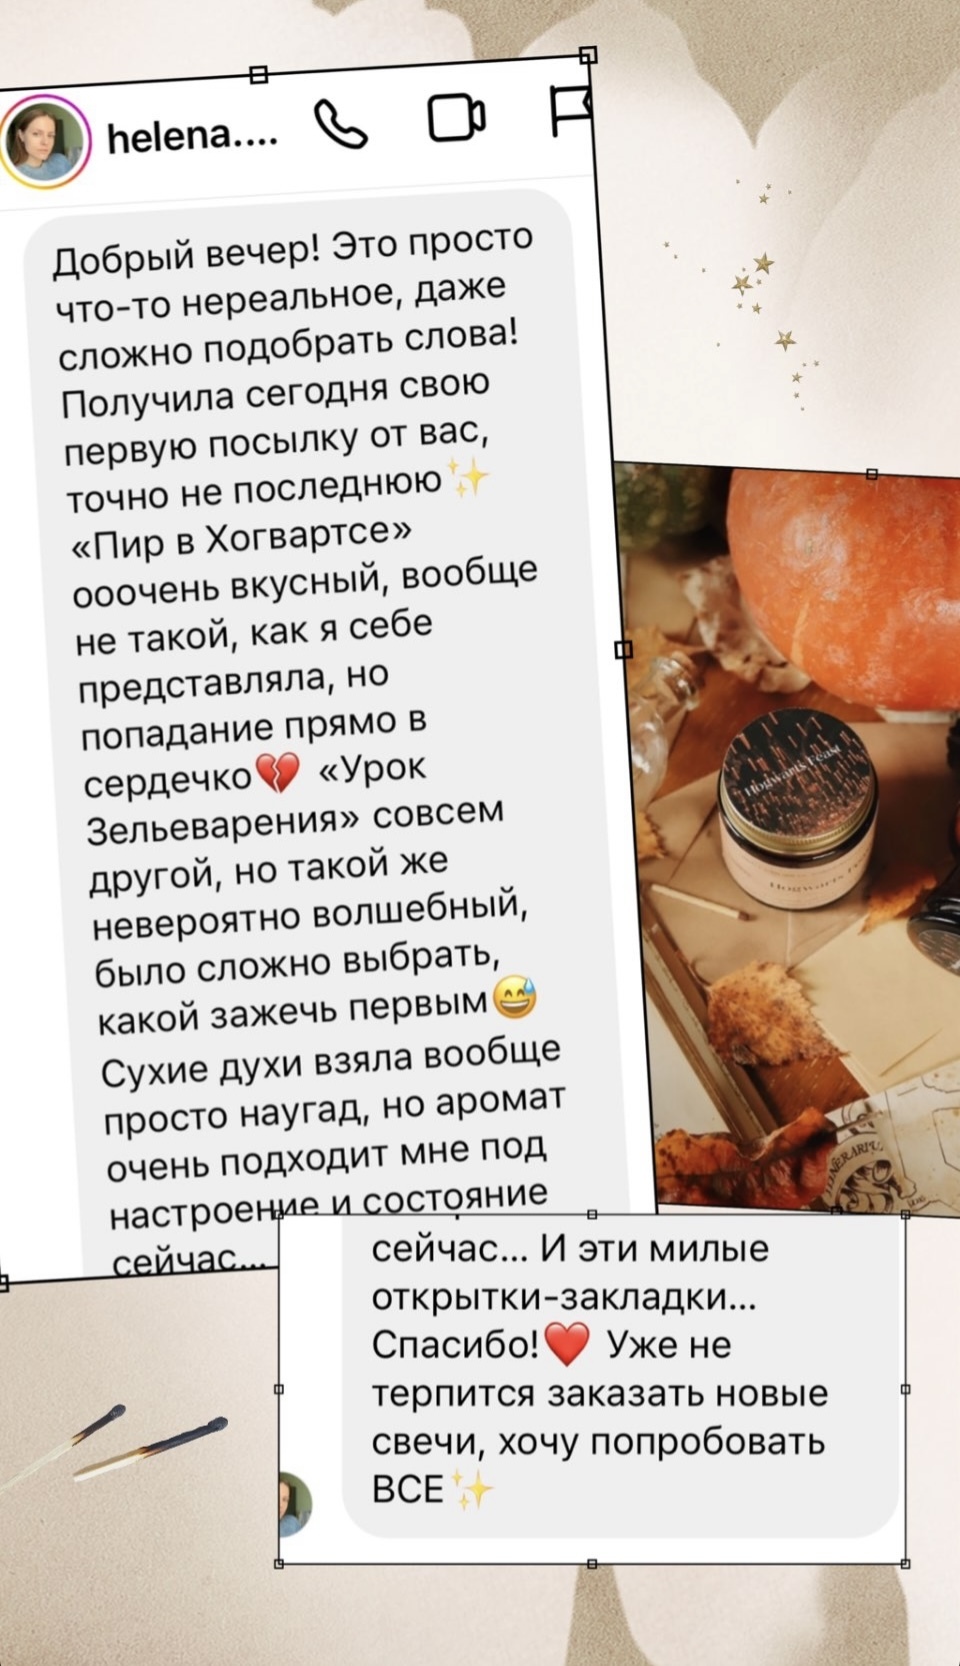 helena....
Добрый вечер! Это просто
что-то нереальное, даже
сложно подобрать слова!
Получила сегодня свою
первую посылку от вас,
точно не последнюю✨
«Пир в Хогвартсе»
ооочень вкусный, вообще
не такой, как я себе
представляла, но
попадание прямо в
сердечко💔 «Урок
Зельеварения» совсем
другой, но такой же
невероятно волшебный,
было сложно выбрать,
какой зажечь первым😅
Сухие духи взяла вообще
просто наугад, но аромат
очень подходит мне под
настроение и состояние
сейчас...
сейчас... И эти милые
открытки-закладки...
Спасибо!❤️ Уже не
терпится заказать новые
свечи, хочу попробовать
ВСЕ✨
Hogwarts Feast
Hogwarts